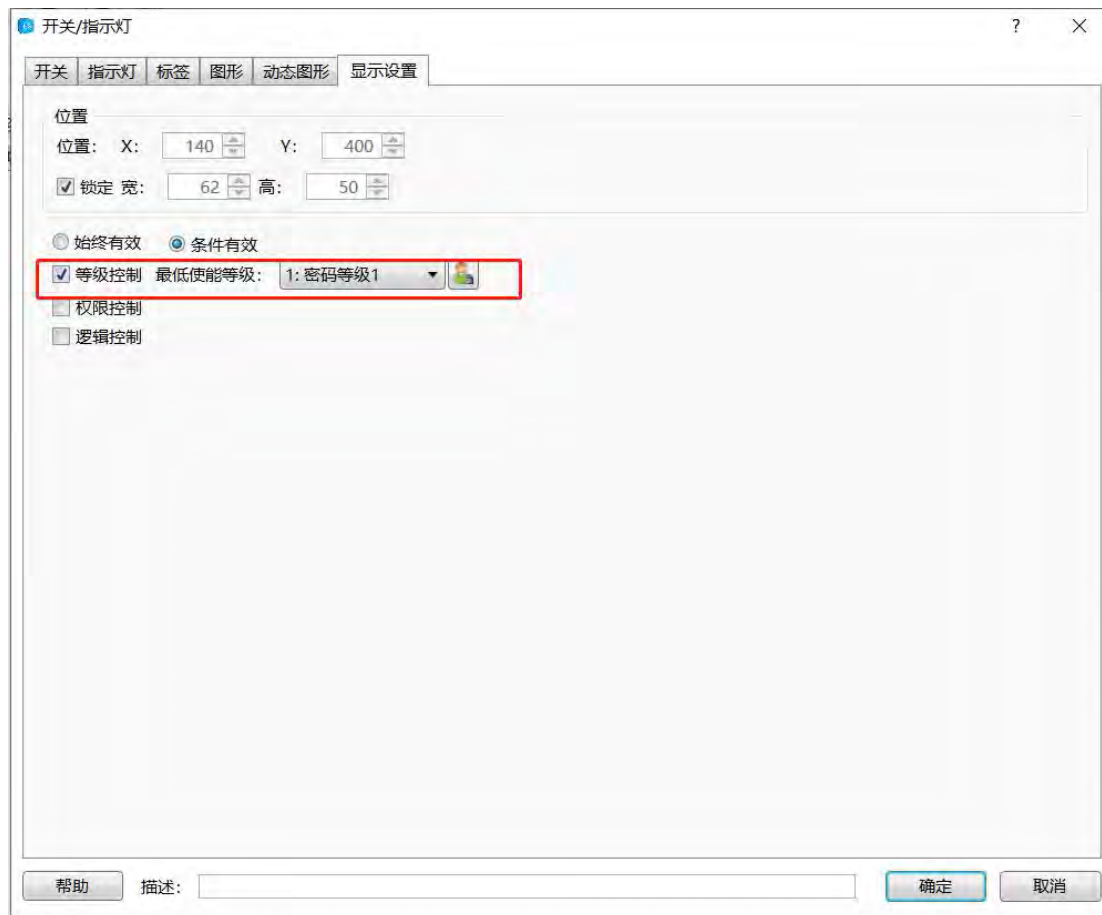 开关/指示灯 ?
开关 指示灯 标签 图形 动态图形 显示设置
位置
位置: X: 140 Y: 400
锁定 宽: 62 高: 50
始终有效 条件有效
等级控制 最低使能等级: 1: 密码等级1
权限控制
逻辑控制
帮助 描述: 确定 取消